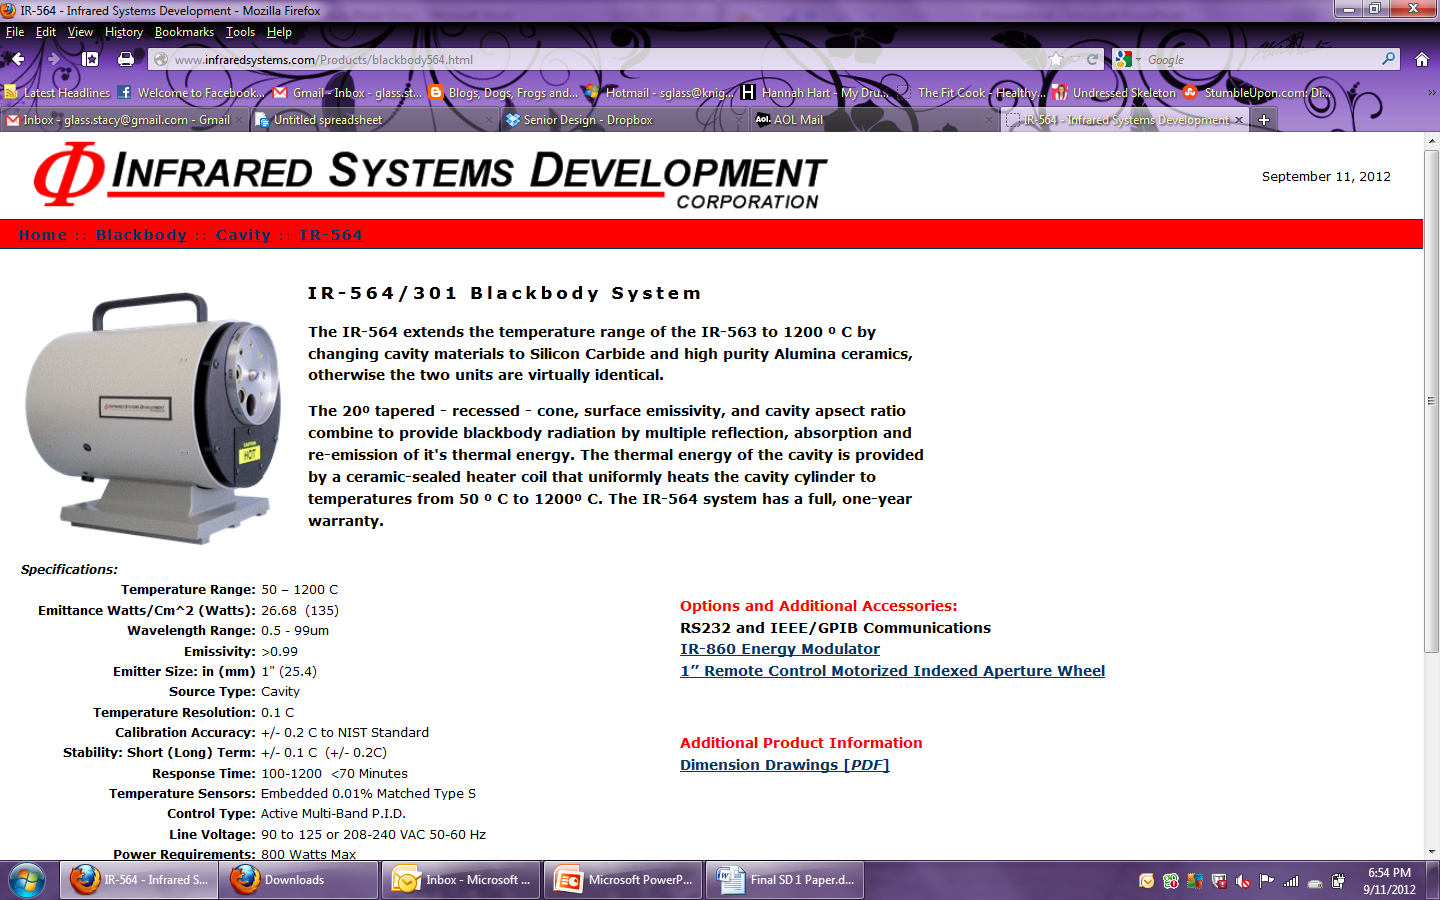 IR-564 - Infrared Systems Development - Mozilla Firefox
File Edit View History Bookmarks Tools Help
www.infraredsystems.com/Products/blackbody564.html
Google
Latest Headlines Welcome to Facebook... Gmail - Inbox - glass.st... Blogs, Dogs, Frogs and... Hotmail - sglass@knig... Hannah Hart - My Dru... The Fit Cook - Healthy... Undressed Skeleton StumbleUpon.com: Di...
Inbox - glass.stacy@gmail.com - Gmail Untitled spreadsheet Senior Design - Dropbox Aol. AOL Mail IR-564 - Infrared Systems Development
INFRARED SYSTEMS DEVELOPMENT
CORPORATION
September 11, 2012
Home :: Blackbody :: Cavity :: IR-564
IR-564/301 Blackbody System
The IR-564 extends the temperature range of the IR-563 to 1200 º C by
changing cavity materials to Silicon Carbide and high purity Alumina ceramics,
otherwise the two units are virtually identical.
The 20º tapered - recessed - cone, surface emissivity, and cavity apsect ratio
combine to provide blackbody radiation by multiple reflection, absorption and
re-emission of it's thermal energy. The thermal energy of the cavity is provided
by a ceramic-sealed heater coil that uniformly heats the cavity cylinder to
temperatures from 50 º C to 1200º C. The IR-564 system has a full, one-year
warranty.
INFRARED SYSTEMS DEVELOPMENT
CAUTION
HOT
Specifications:
Temperature Range: 50 – 1200 C
Emittance Watts/Cm^2 (Watts): 26.68 (135)
Wavelength Range: 0.5 - 99um
Emissivity: >0.99
Emitter Size: in (mm) 1" (25.4)
Source Type: Cavity
Temperature Resolution: 0.1 C
Calibration Accuracy: +/- 0.2 C to NIST Standard
Stability: Short (Long) Term: +/- 0.1 C (+/- 0.2C)
Response Time: 100-1200 <70 Minutes
Temperature Sensors: Embedded 0.01% Matched Type S
Control Type: Active Multi-Band P.I.D.
Line Voltage: 90 to 125 or 208-240 VAC 50-60 Hz
Power Requirements: 800 Watts Max
Options and Additional Accessories:
RS232 and IEEE/GPIB Communications
IR-860 Energy Modulator
1” Remote Control Motorized Indexed Aperture Wheel
Additional Product Information
Dimension Drawings [PDF]
IR-564 - Infrared S... Downloads Inbox - Microsoft ... Microsoft PowerP... Final SD 1 Paper.d...
6:54 PM
9/11/2012